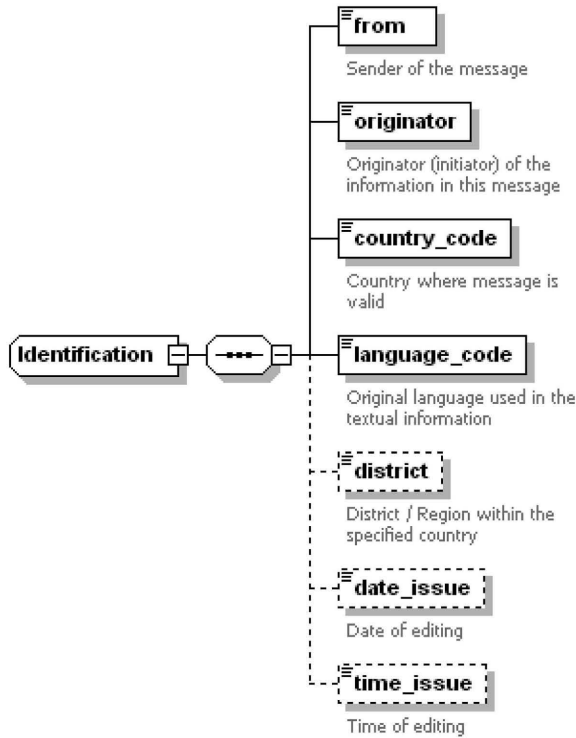 from
Sender of the message
originator
Originator (initiator) of the
information in this message
country_code
Country where message is
valid
Identification
language_code
Original language used in the
textual information
district
District / Region within the
specified country
date_issue
Date of editing
time_issue
Time of editing